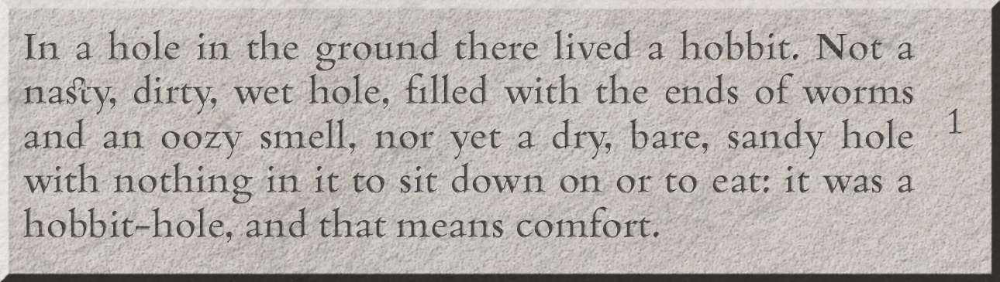 In a hole in the ground there lived a hobbit. Not a
nasty, dirty, wet hole, filled with the ends of worms
and an oozy smell, nor yet a dry, bare, sandy hole
with nothing in it to sit down on or to eat: it was a
hobbit-hole, and that means comfort.
1